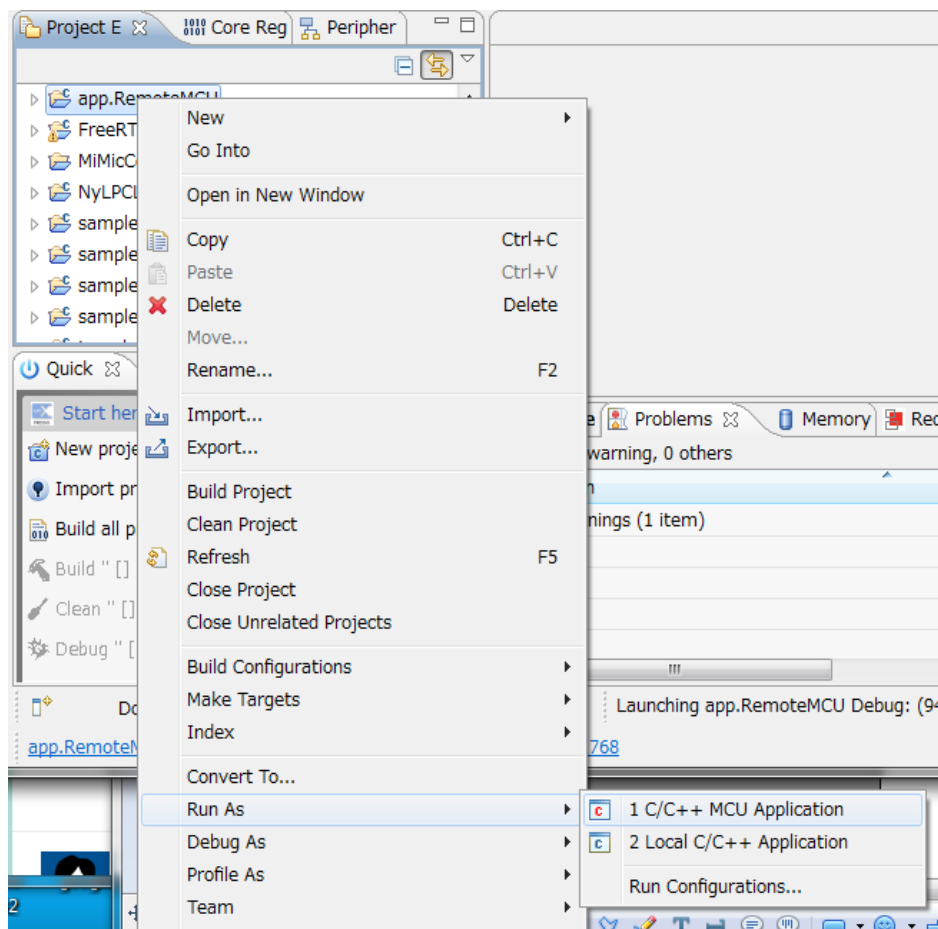 Project E
Core Reg
Peripher
app.RemoteMCU
FreeRT
MiMicC
NyLPCL
sample
sample
sample
sample
New
Go Into
Open in New Window
Copy Ctrl+C
Paste Ctrl+V
Delete Delete
Move...
Rename... F2
Import...
Export...
Build Project
Clean Project
Refresh F5
Close Project
Close Unrelated Projects
Build Configurations
Make Targets
Index
Convert To...
Run As
Debug As
Profile As
Team
1 C/C++ MCU Application
2 Local C/C++ Application
Run Configurations...
Quick
Start her
New proje
Import pr
Build all p
Build '' []
Clean '' []
Debug '' [
e
Problems
Memory
Red
warning, 0 others
n
nings (1 item)
Do
Launching app.RemoteMCU Debug: (94
app.RemoteM
768
2